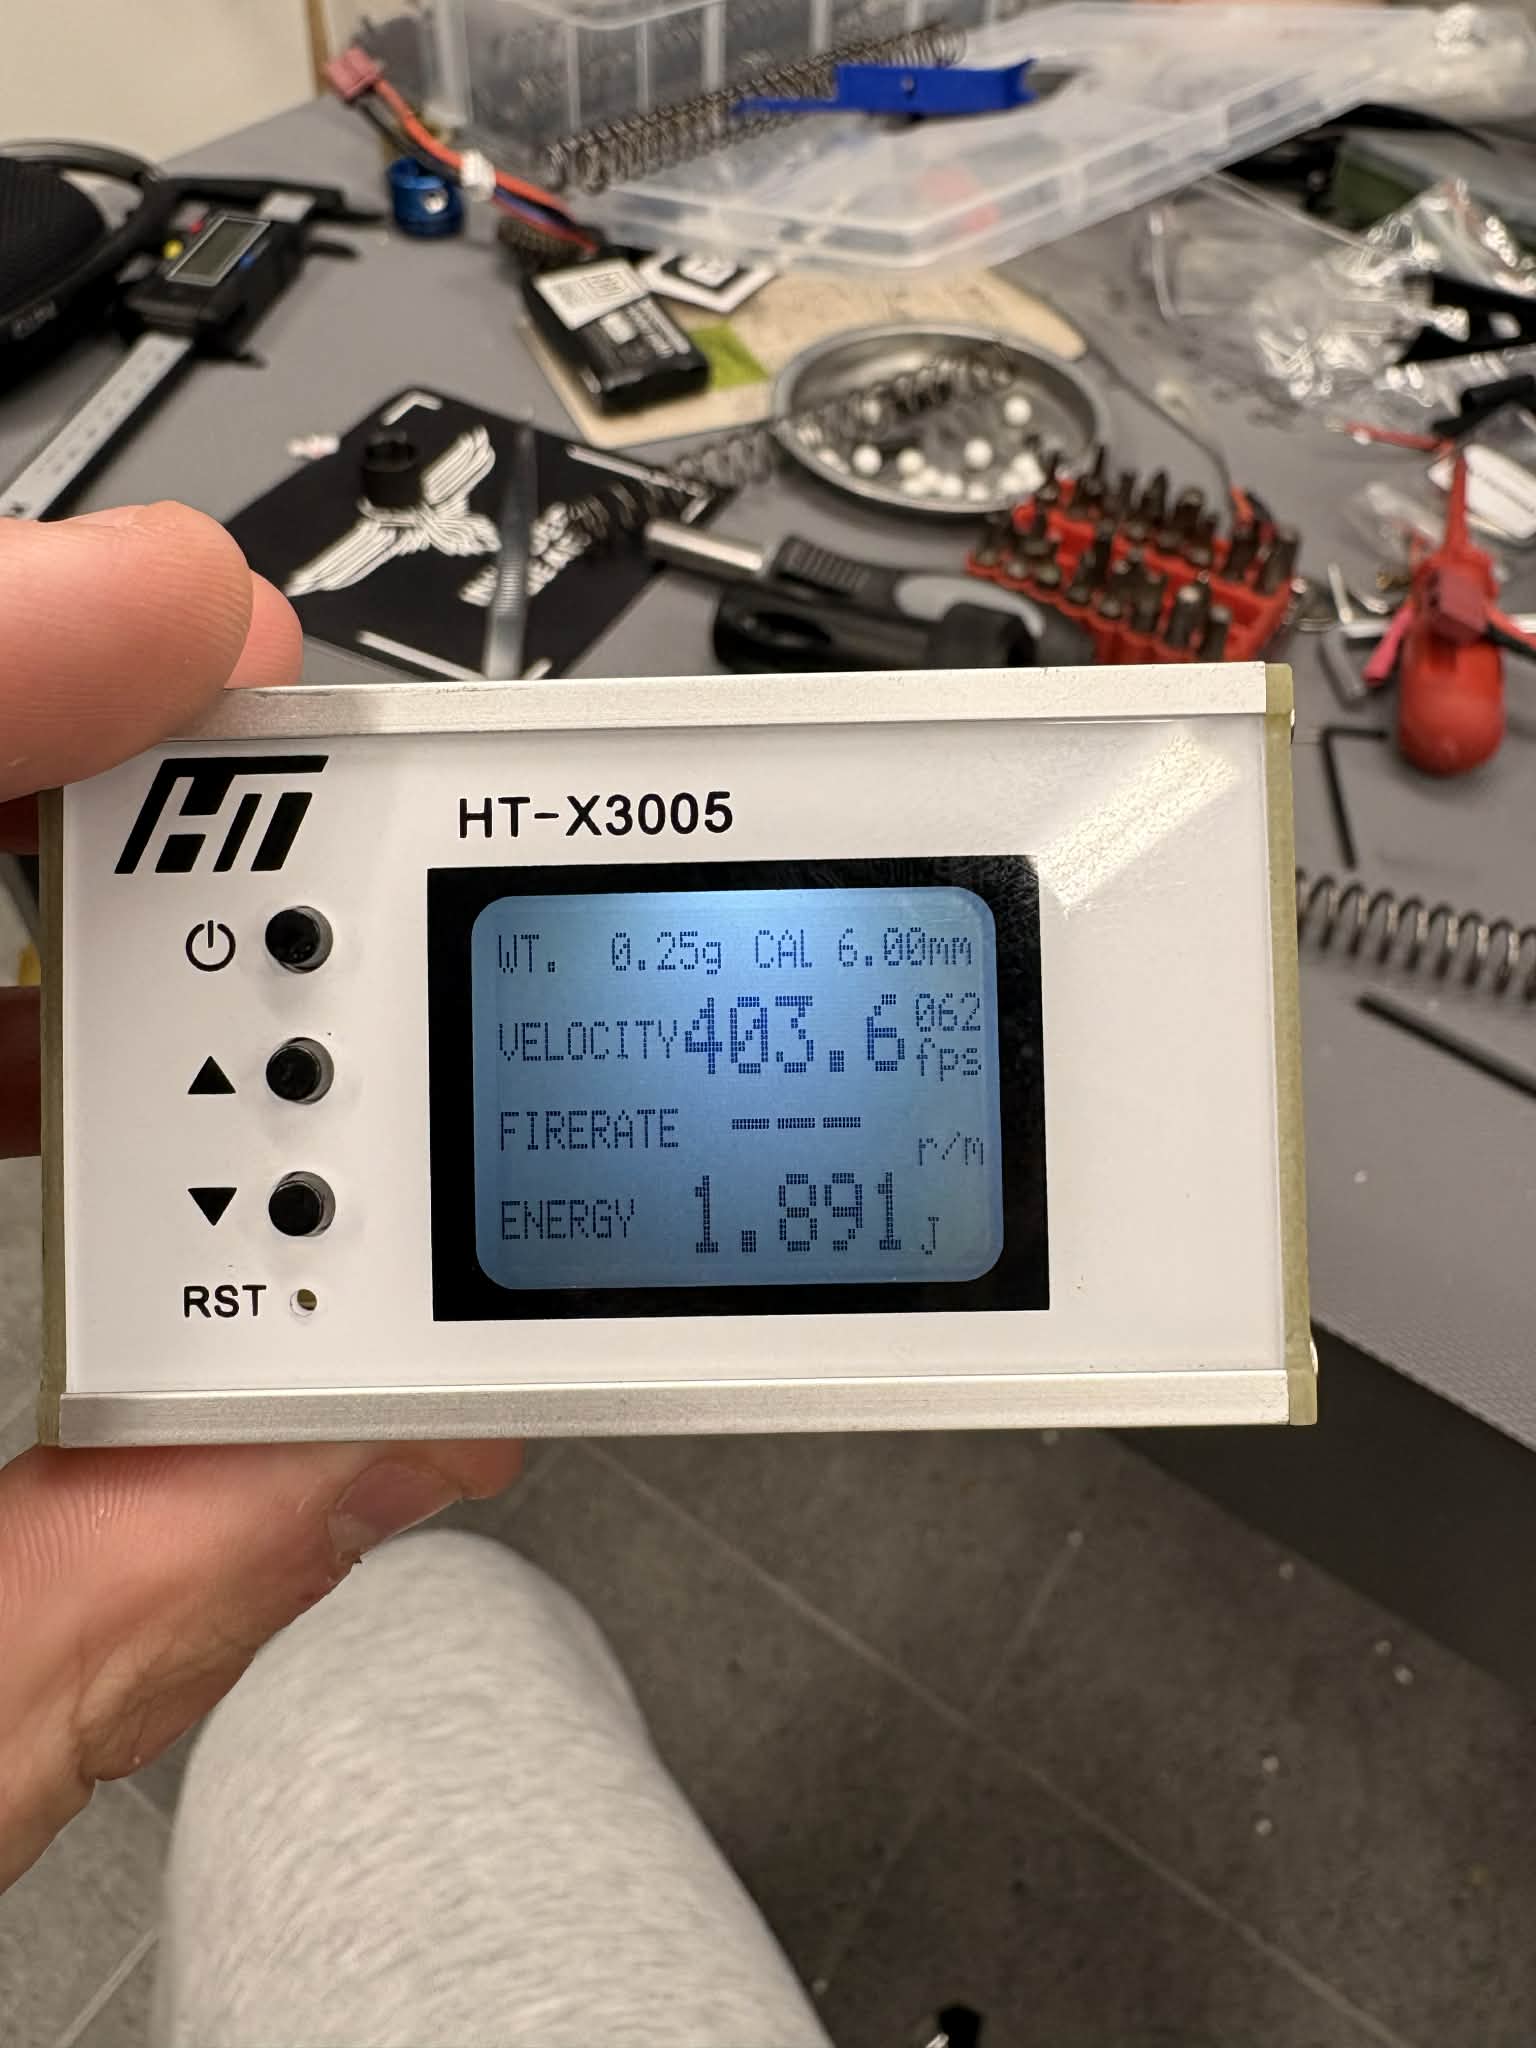 HT
HT-X3005
WT. 0.25g CAL 6.00mm
VELOCITY 403.6 062 fps
FIRERATE --- r/m
ENERGY 1.891 J
RST